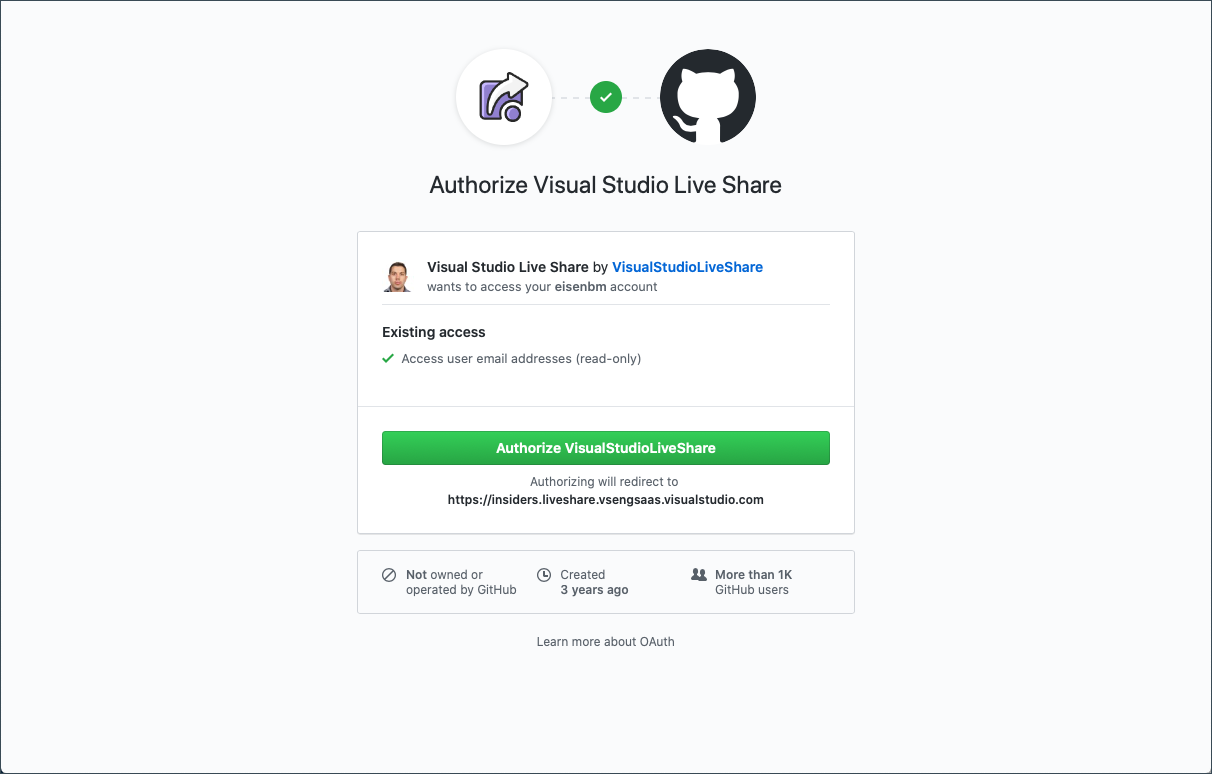 Authorize Visual Studio Live Share
Visual Studio Live Share by VisualStudioLiveShare
wants to access your eisenbm account
Existing access
Access user email addresses (read-only)
Authorize VisualStudioLiveShare
Authorizing will redirect to
https://insiders.liveshare.vsengsaas.visualstudio.com
Not owned or
operated by GitHub
Created
3 years ago
More than 1K
GitHub users
Learn more about OAuth